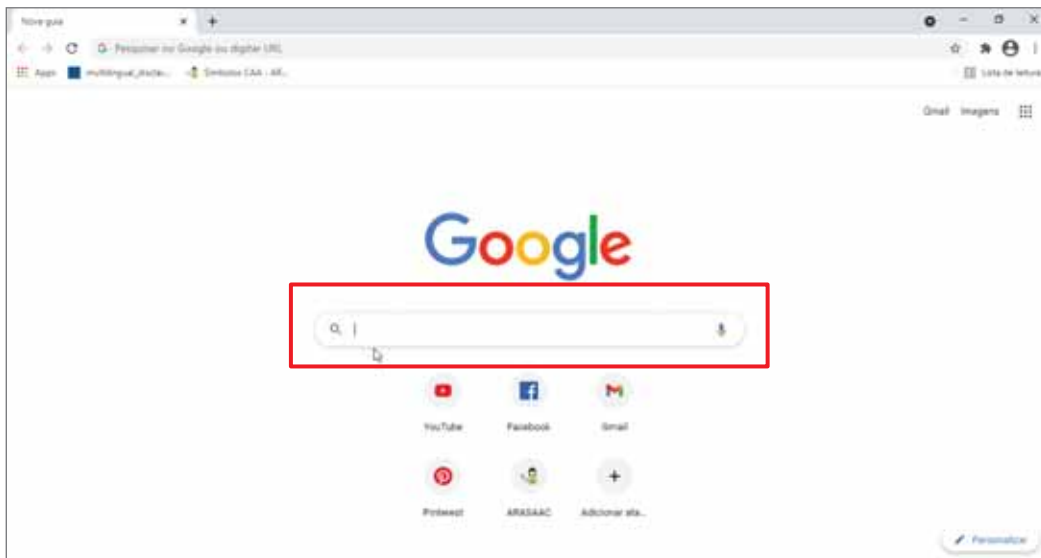 Nova guia
Pesquisar no Google ou digitar URL
Apps multilingual_disclai... Símbolos CAA - AR...
Lista de leitura
Gmail Imagens
Google
YouTube Facebook Gmail
Pinterest ARASAAC Adicionar ata...
Personalizar